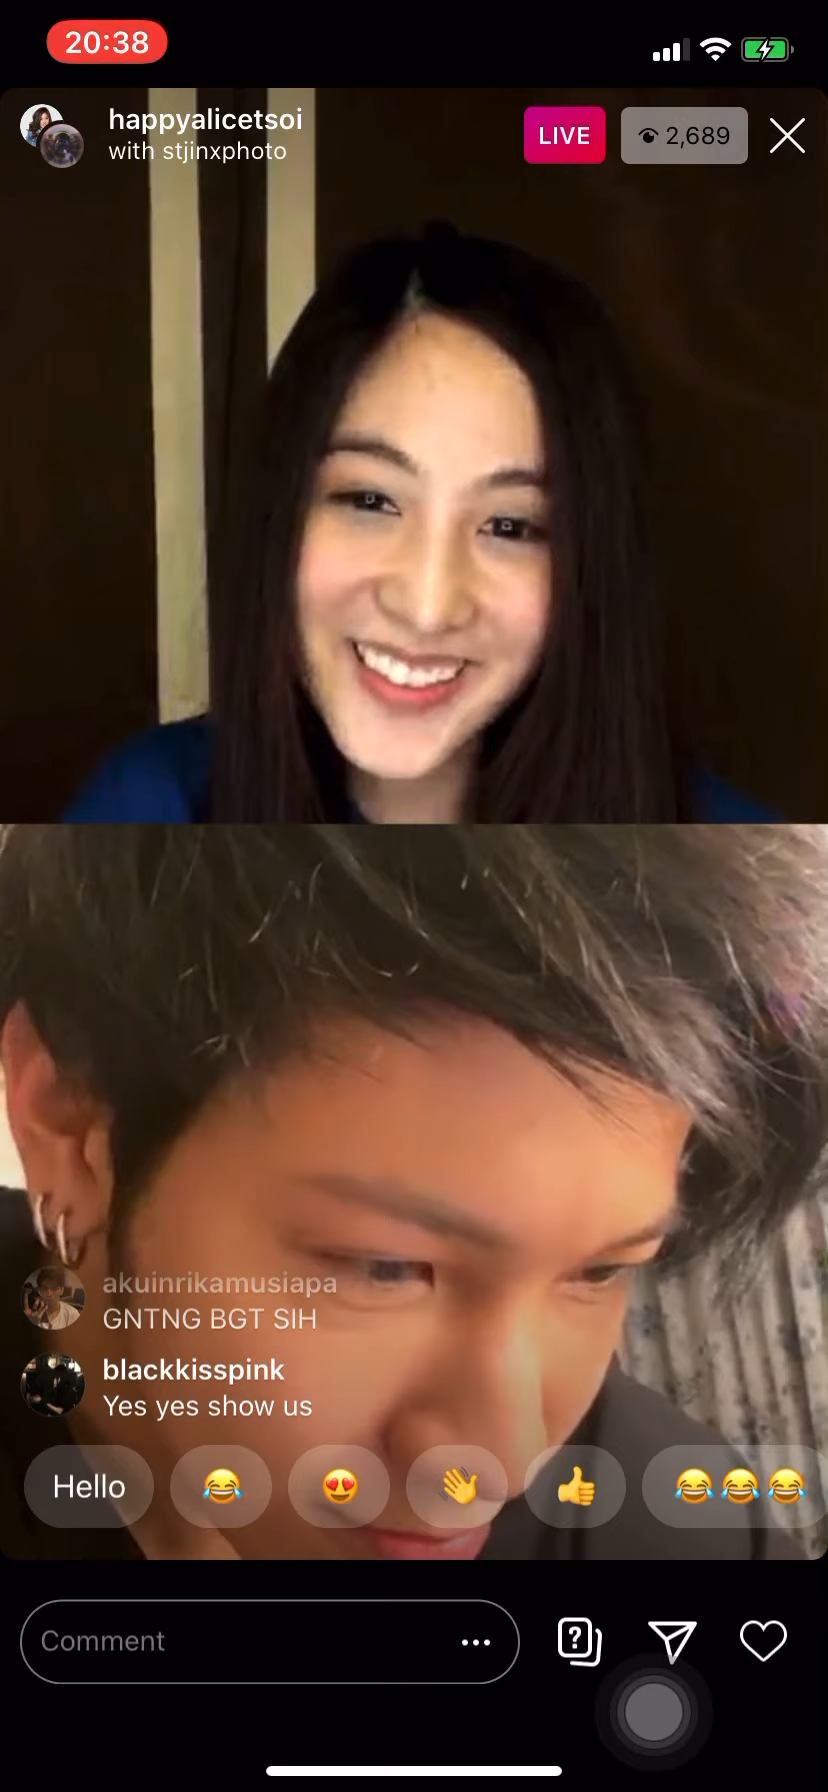 20:38
happyalicetsoi
with stjinxphoto
LIVE
2,689
akuinrikamusiapa
GNTNG BGT SIH
blackkisspink
Yes yes show us
Hello
Comment